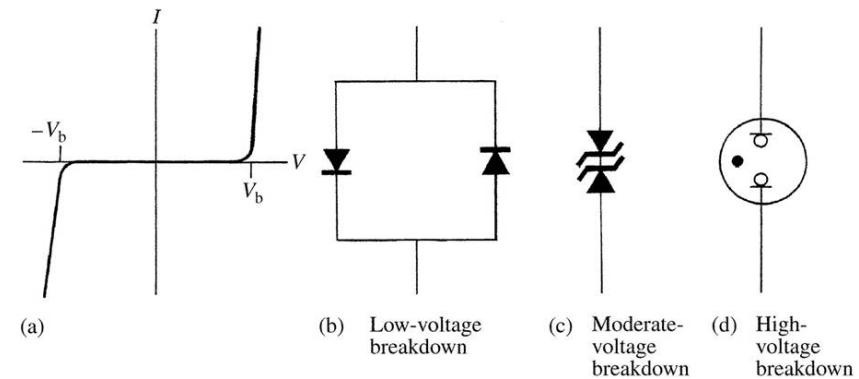 I
−V_b
V
V_b
(a)
(b) Low-voltage
breakdown
(c) Moderate-
voltage
breakdown
(d) High-
voltage
breakdown